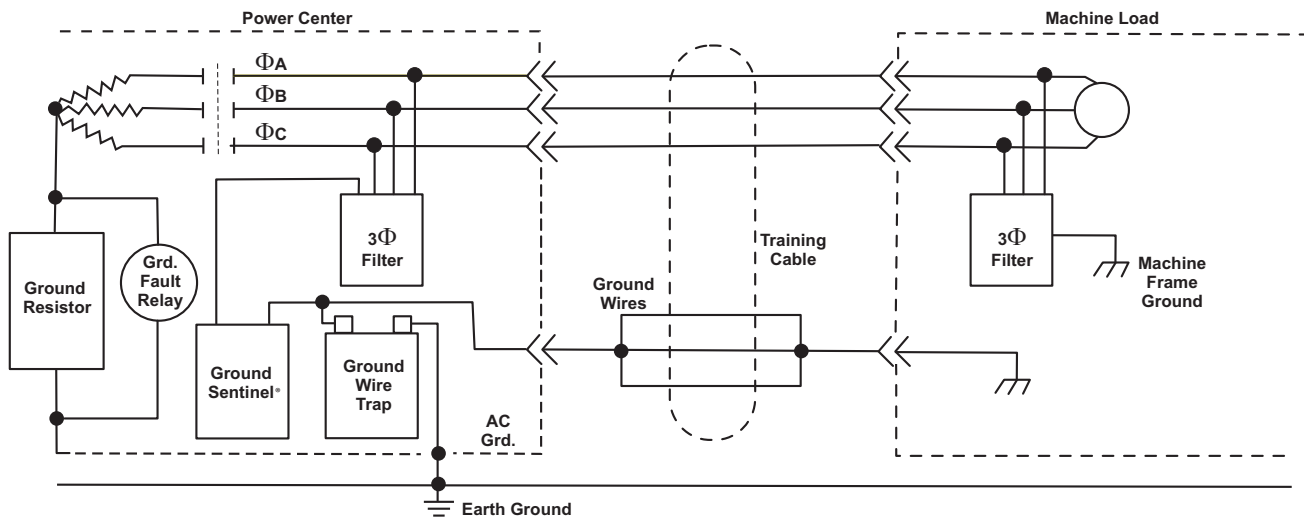 Power Center
Machine Load
ΦA
ΦB
ΦC
3Φ
Filter
3Φ
Filter
Training
Cable
Grd.
Fault
Relay
Ground
Resistor
Ground
Wires
Machine
Frame
Ground
Ground
Sentinel®
Ground
Wire
Trap
AC
Grd.
Earth Ground